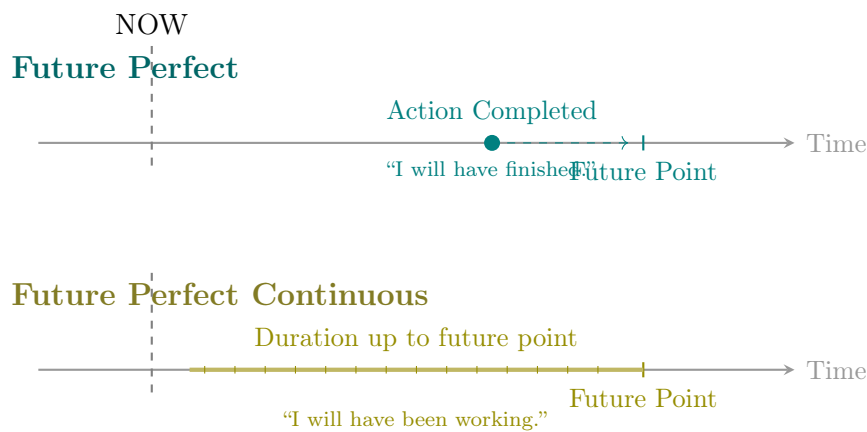 NOW
Future Perfect
Action Completed
Time
“I will have finished.”
Future Point
Future Perfect Continuous
Duration up to future point
Time
Future Point
“I will have been working.”